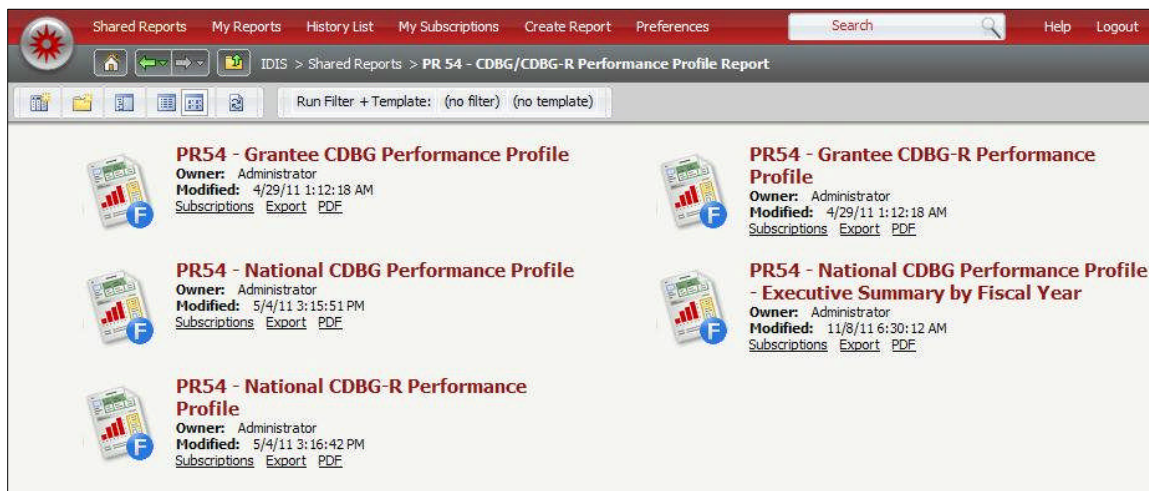 Shared Reports My Reports History List My Subscriptions Create Report Preferences Search Help Logout
IDIS > Shared Reports > PR 54 - CDBG/CDBG-R Performance Profile Report
Run Filter + Template: (no filter) (no template)
PR54 - Grantee CDBG Performance Profile
Owner: Administrator
Modified: 4/29/11 1:12:18 AM
Subscriptions Export PDF
PR54 - Grantee CDBG-R Performance
Profile
Owner: Administrator
Modified: 4/29/11 1:12:18 AM
Subscriptions Export PDF
PR54 - National CDBG Performance Profile
Owner: Administrator
Modified: 5/4/11 3:15:51 PM
Subscriptions Export PDF
PR54 - National CDBG Performance Profile
- Executive Summary by Fiscal Year
Owner: Administrator
Modified: 11/8/11 6:30:12 AM
Subscriptions Export PDF
PR54 - National CDBG-R Performance
Profile
Owner: Administrator
Modified: 5/4/11 3:16:42 PM
Subscriptions Export PDF
F
F
F
F
F